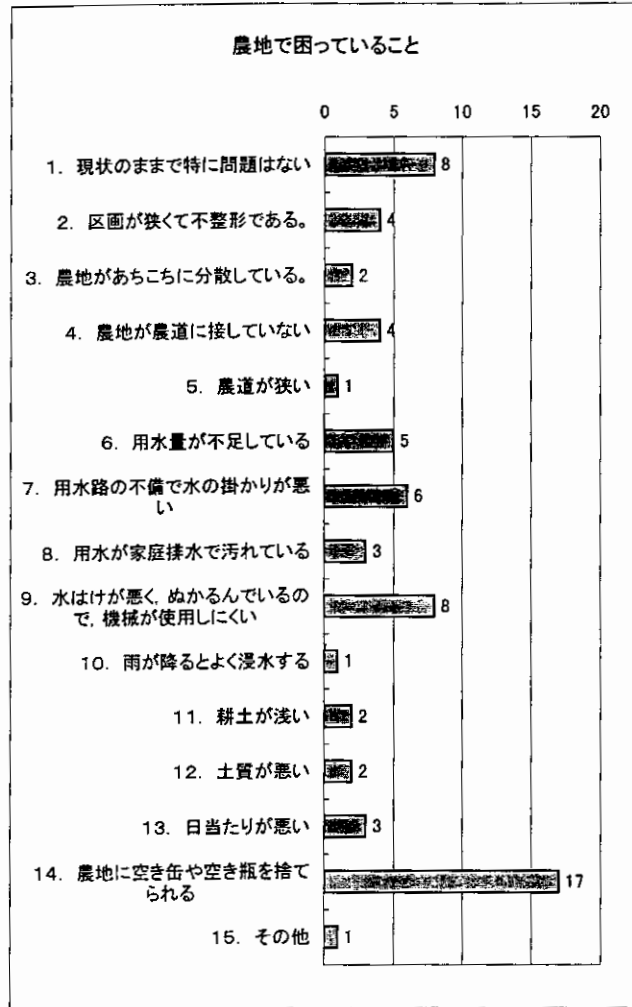 農地で困っていること
0 5 10 15 20
1. 現状のままで特に問題はない 8
2. 区画が狭くて不整形である。 4
3. 農地があちこちに分散している。 2
4. 農地が農道に接していない 4
5. 農道が狭い 1
6. 用水量が不足している 5
7. 用水路の不備で水の掛かりが悪
い 6
8. 用水が家庭排水で汚れている 3
9. 水はけが悪く, ぬかるんでいるの
で, 機械が使用しにくい 8
10. 雨が降るとよく浸水する 1
11. 耕土が浅い 2
12. 土質が悪い 2
13. 日当たりが悪い 3
14. 農地に空き缶や空き瓶を捨て
られる 17
15. その他 1